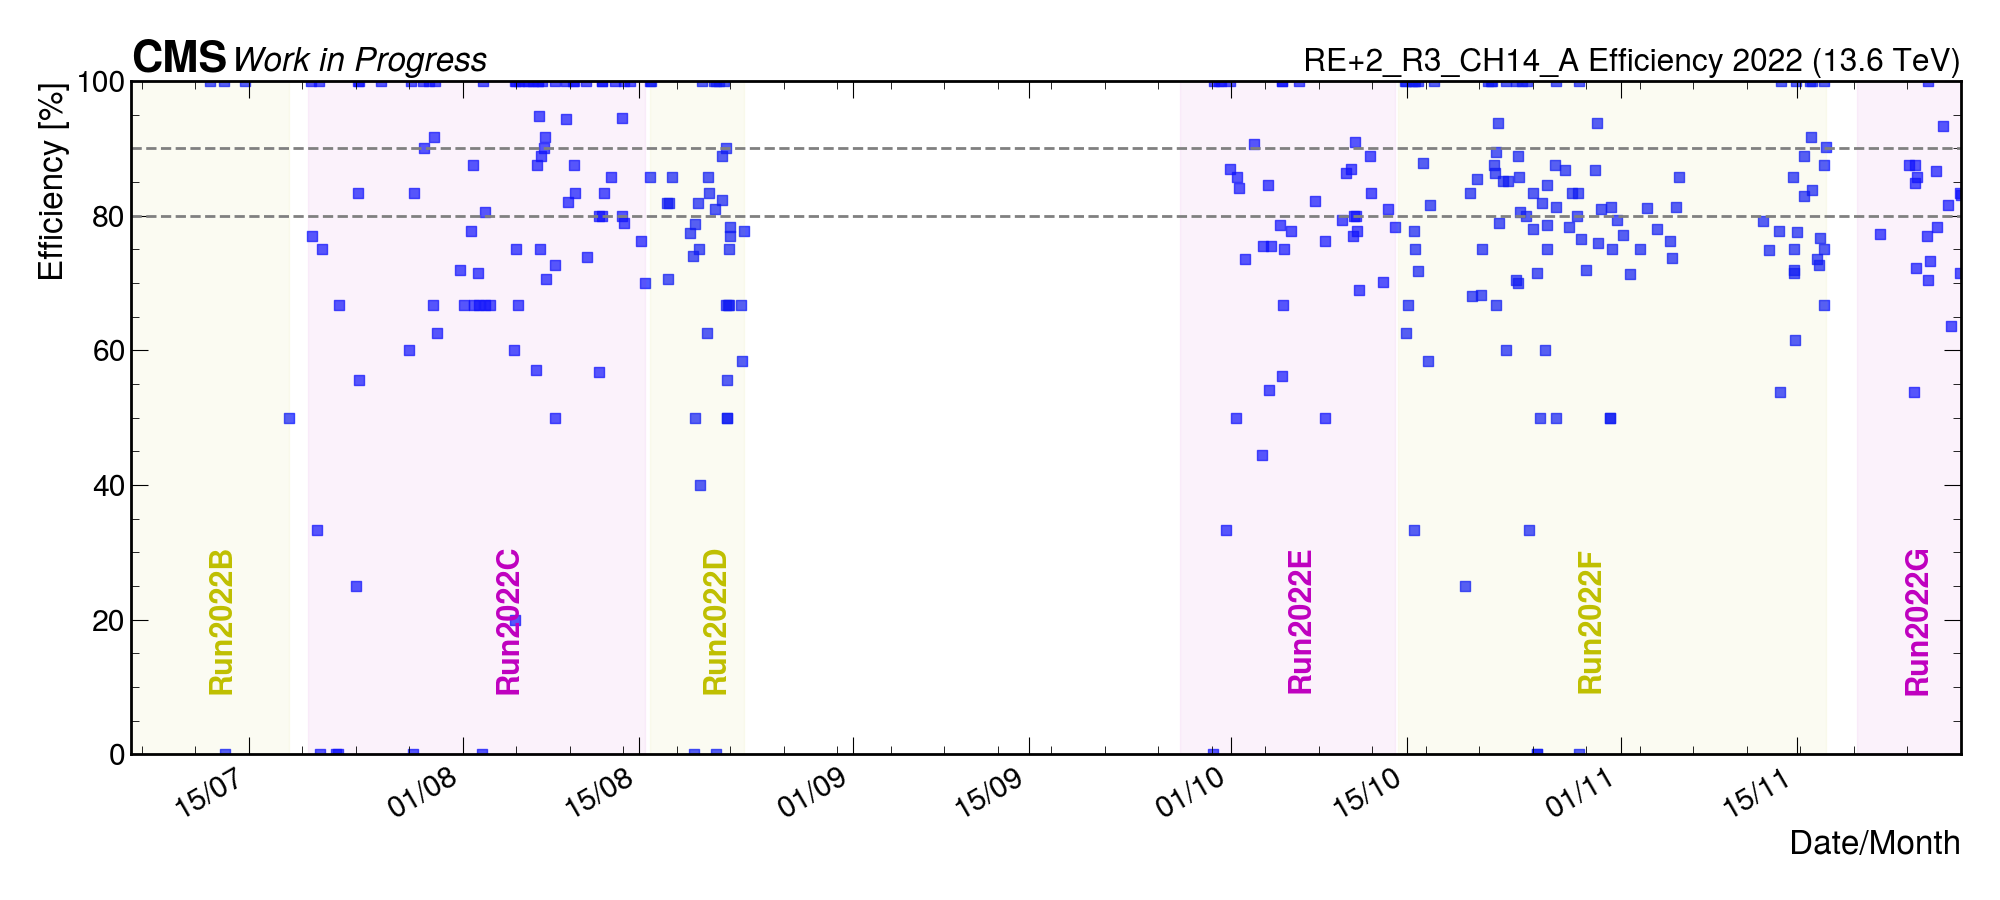 CMS Work in Progress
RE+2_R3_CH14_A Efficiency 2022 (13.6 TeV)
Efficiency [%]
100
80
60
40
20
0
Run2022B
Run2022C
Run2022D
Run2022E
Run2022F
Run2022G
15/07
01/08
15/08
01/09
15/09
01/10
15/10
01/11
15/11
Date/Month